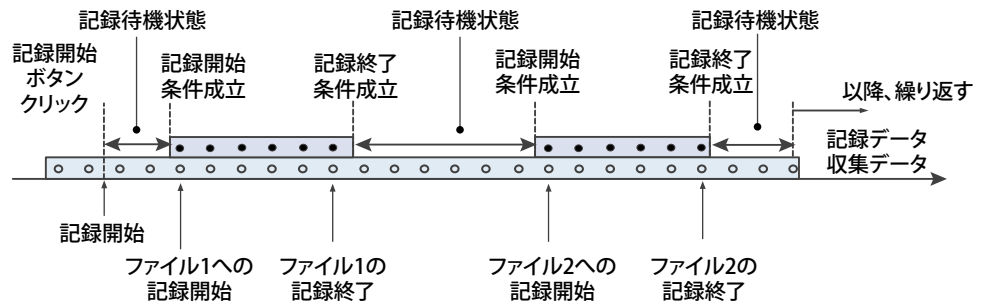 記録待機状態
記録待機状態
記録待機状態
記録開始
ボタン
クリック
記録開始
条件成立
記録終了
条件成立
記録開始
条件成立
記録終了
条件成立
以降、繰り返す
記録データ
収集データ
記録開始
ファイル1への
記録開始
ファイル1の
記録終了
ファイル2への
記録開始
ファイル2の
記録終了